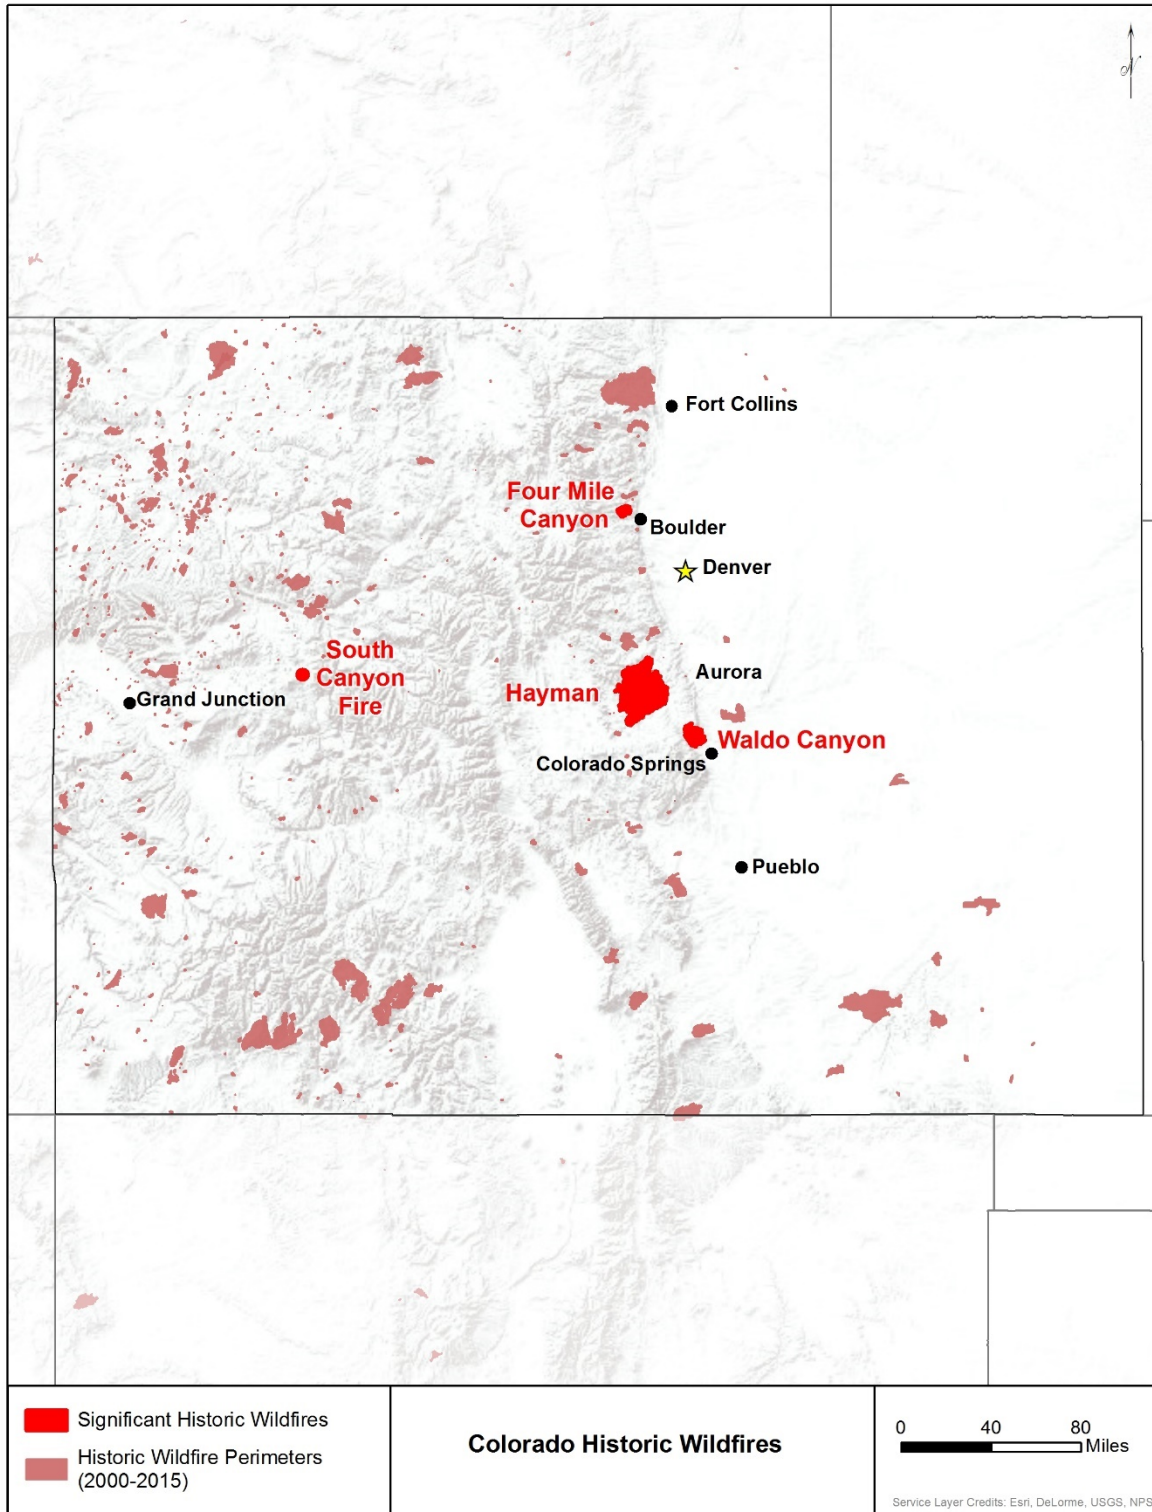 N
Fort Collins
Four Mile
Canyon
Boulder
Denver
South
Canyon
Fire
Aurora
Hayman
Grand Junction
Waldo Canyon
Colorado Springs
Pueblo
Significant Historic Wildfires
Historic Wildfire Perimeters
(2000-2015)
Colorado Historic Wildfires
0 40 80
Miles
Service Layer Credits: Esri, DeLorme, USGS, NPS